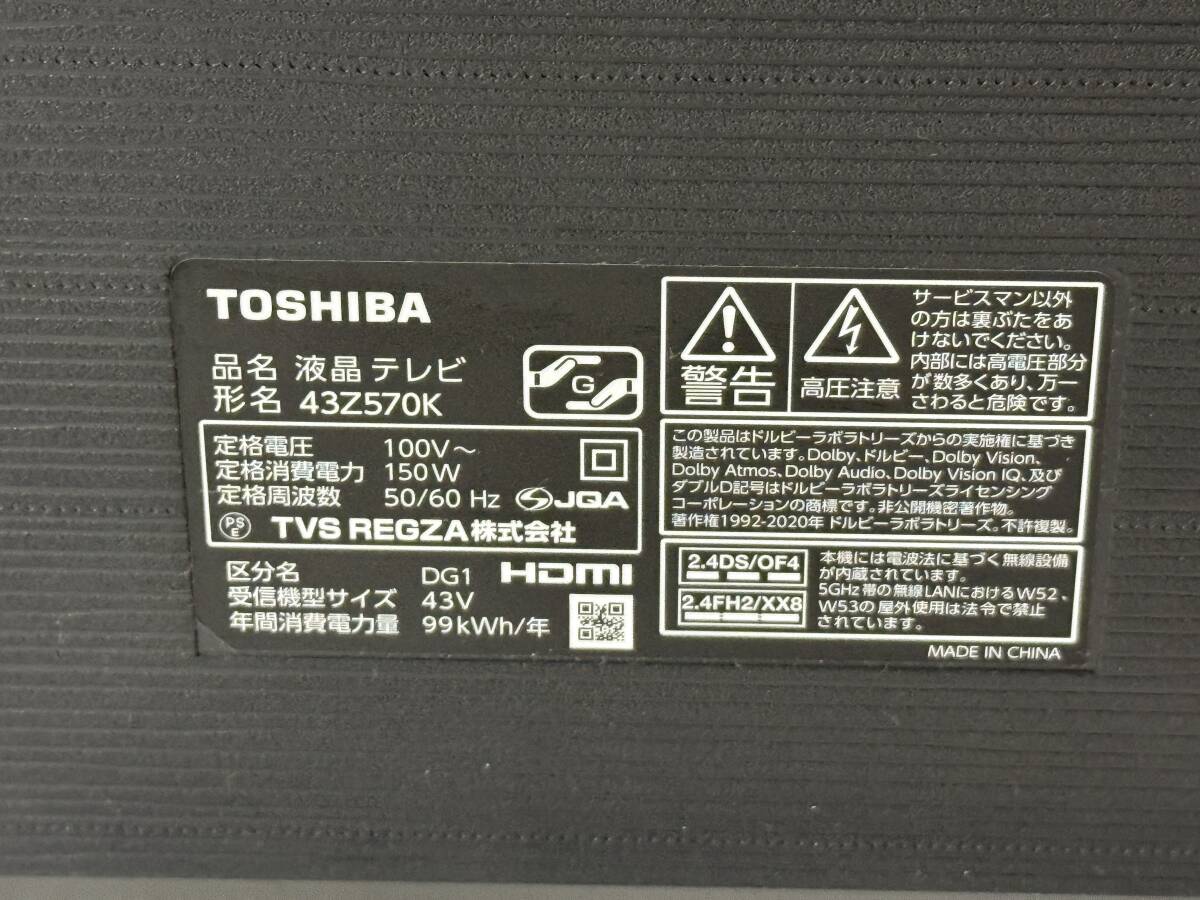 TOSHIBA
品名 液晶テレビ
形名 43Z570K
G
定格電圧 100V～
定格消費電力 150W
定格周波数 50/60 Hz JQA
PS E TVS REGZA株式会社
区分名 DG1 HDMI
受信機型サイズ 43V
年間消費電力量 99kWh/年
警告
高圧注意
サービスマン以外
の方は裏ぶたをあ
けないでください。
内部には高電圧部分
が数多くあり、万一
さわると危険です。
この製品はドルビーラボラトリーズからの実施権に基づき
製造されています。Dolby、ドルビー、Dolby Vision、
Dolby Atmos、Dolby Audio、Dolby Vision IQ、及び
ダブルD記号はドルビーラボラトリーズライセンシング
コーポレーションの商標です。非公開機密著作物。
著作権1992-2020年 ドルビーラボラトリーズ。不許複製。
2.4DS/OF4
2.4FH2/XX8
本機には電波法に基づく無線設備
が内蔵されています。
5GHz帯の無線LANにおけるW52、
W53の屋外使用は法令で禁止
されています。
MADE IN CHINA